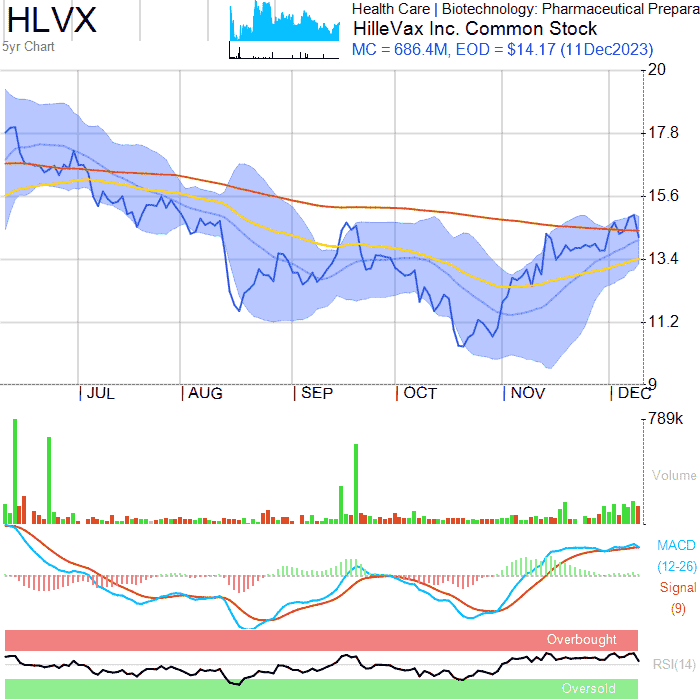 HLVX
5yr Chart
Health Care | Biotechnology: Pharmaceutical Prepara
HilleVax Inc. Common Stock
MC = 686.4M, EOD = $14.17 (11Dec2023)
20
17.8
15.6
13.4
11.2
9
JUL AUG SEP OCT NOV DEC
789k
Volume
MACD
(12-26)
Signal
(9)
Overbought
RSI(14)
Oversold